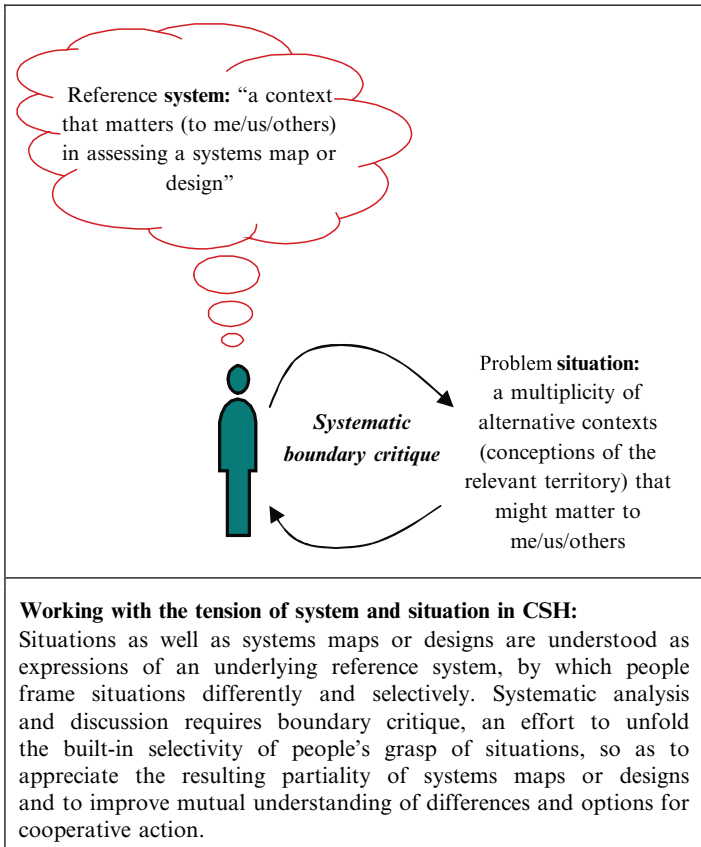 Reference system: “a context
that matters (to me/us/others)
in assessing a systems map or
design”
Problem situation:
a multiplicity of
alternative contexts
(conceptions of the
relevant territory) that
might matter to
me/us/others
Systematic
boundary critique
Working with the tension of system and situation in CSH:
Situations as well as systems maps or designs are understood as
expressions of an underlying reference system, by which people
frame situations differently and selectively. Systematic analysis
and discussion requires boundary critique, an effort to unfold
the built-in selectivity of people’s grasp of situations, so as to
appreciate the resulting partiality of systems maps or designs
and to improve mutual understanding of differences and options for
cooperative action.